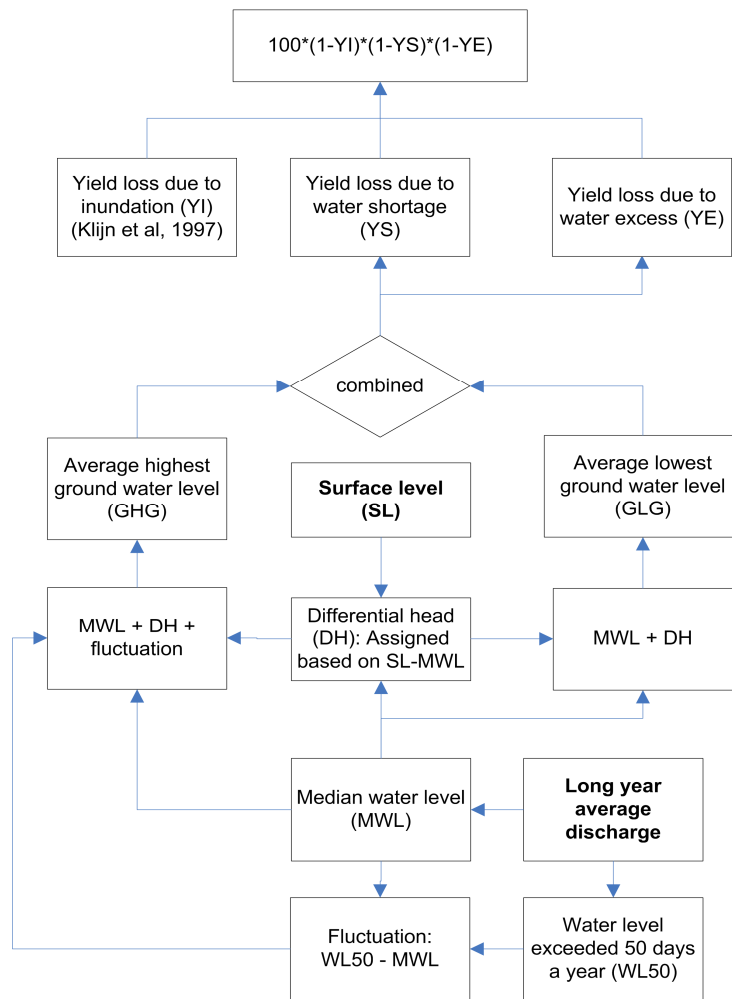 100*(1-YI)*(1-YS)*(1-YE)
Yield loss due to
inundation (YI)
(Klijn et al, 1997)
Yield loss due to
water shortage
(YS)
Yield loss due to
water excess (YE)
combined
Average highest
ground water level
(GHG)
Surface level
(SL)
Average lowest
ground water level
(GLG)
MWL + DH +
fluctuation
Differential head
(DH): Assigned
based on SL-MWL
MWL + DH
Median water level
(MWL)
Long year
average
discharge
Fluctuation:
WL50 - MWL
Water level
exceeded 50 days
a year (WL50)